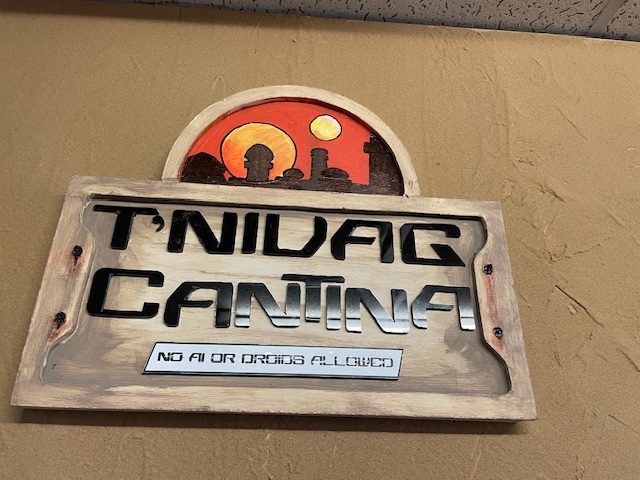 T'NIVAG
CANTINA
NO AI OR DROIDS ALLOWED